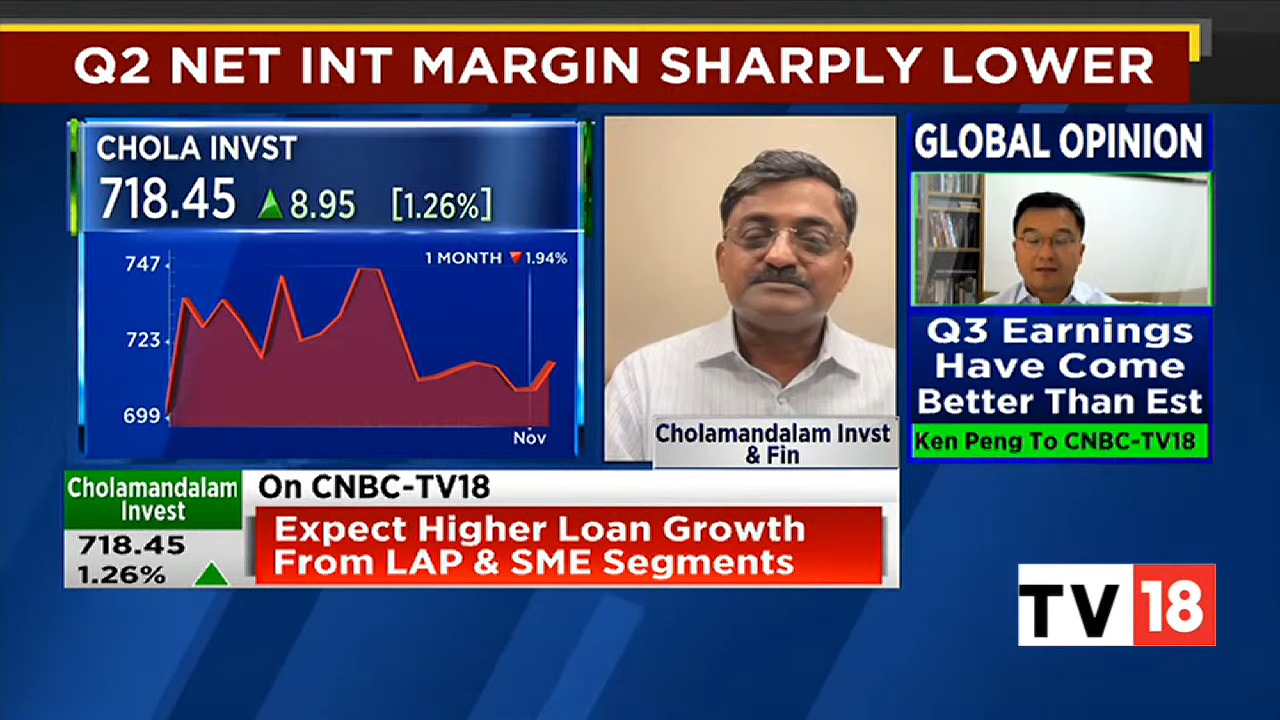 Q2 NET INT MARGIN SHARPLY LOWER
CHOLA INVST
718.45 ▲ 8.95 [1.26%]
1 MONTH ▼ 1.94%
747
723
699
Nov
Cholamandalam Invst
& Fin
GLOBAL OPINION
Q3 Earnings
Have Come
Better Than Est
Ken Peng To CNBC-TV18
Cholamandalam
Invest
718.45
1.26% ▲
On CNBC-TV18
Expect Higher Loan Growth
From LAP & SME Segments
TV18